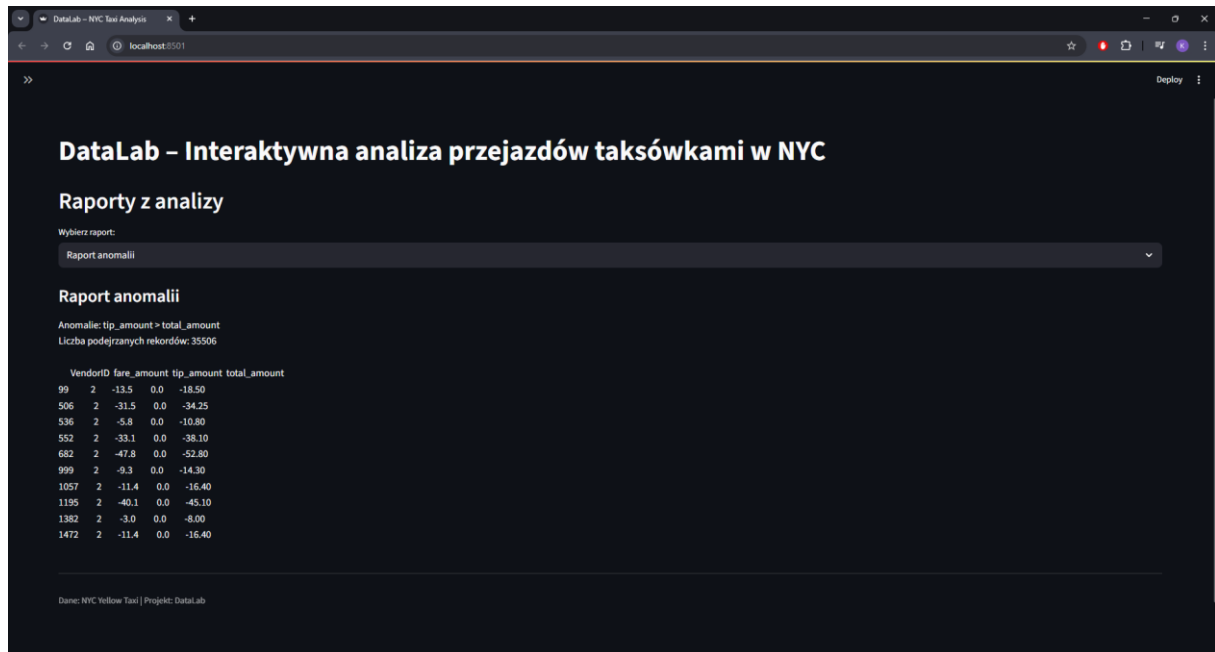 DataLab – NYC Taxi Analysis
localhost:8501
K
Deploy
DataLab – Interaktywna analiza przejazdów taksówkami w NYC
Raporty z analizy
Wybierz raport:
Raport anomalii
Raport anomalii
Anomalie: tip_amount > total_amount
Liczba podejrzanych rekordów: 35506
VendorID fare_amount tip_amount total_amount
99 2 -13.5 0.0 -18.50
506 2 -31.5 0.0 -34.25
536 2 -5.8 0.0 -10.80
552 2 -33.1 0.0 -38.10
682 2 -47.8 0.0 -52.80
999 2 -9.3 0.0 -14.30
1057 2 -11.4 0.0 -16.40
1195 2 -40.1 0.0 -45.10
1382 2 -3.0 0.0 -8.00
1472 2 -11.4 0.0 -16.40
Dane: NYC Yellow Taxi | Projekt: DataLab